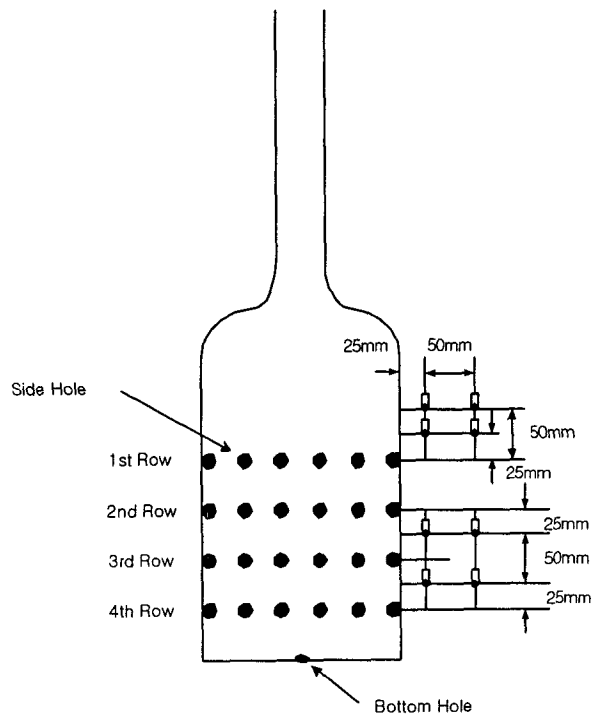 50mm
25mm
Side Hole
50mm
1st Row
25mm
2nd Row
25mm
3rd Row
50mm
4th Row
25mm
Bottom Hole